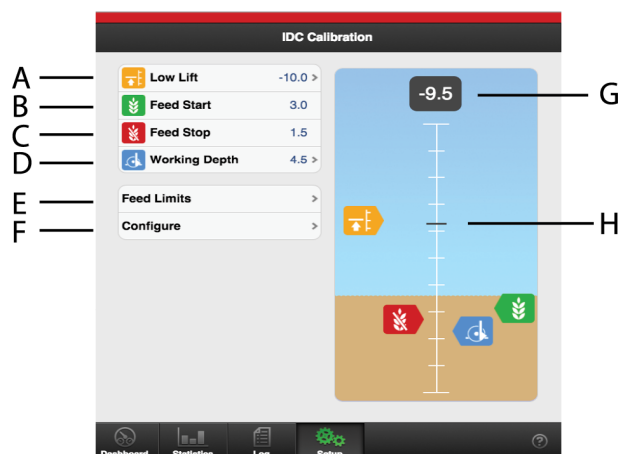 IDC Calibration
A Low Lift -10.0 >
B Feed Start 3.0
C Feed Stop 1.5
D Working Depth 4.5 >
E Feed Limits >
F Configure >
-9.5 G
H
Dashboard Statistics Log Setup ?